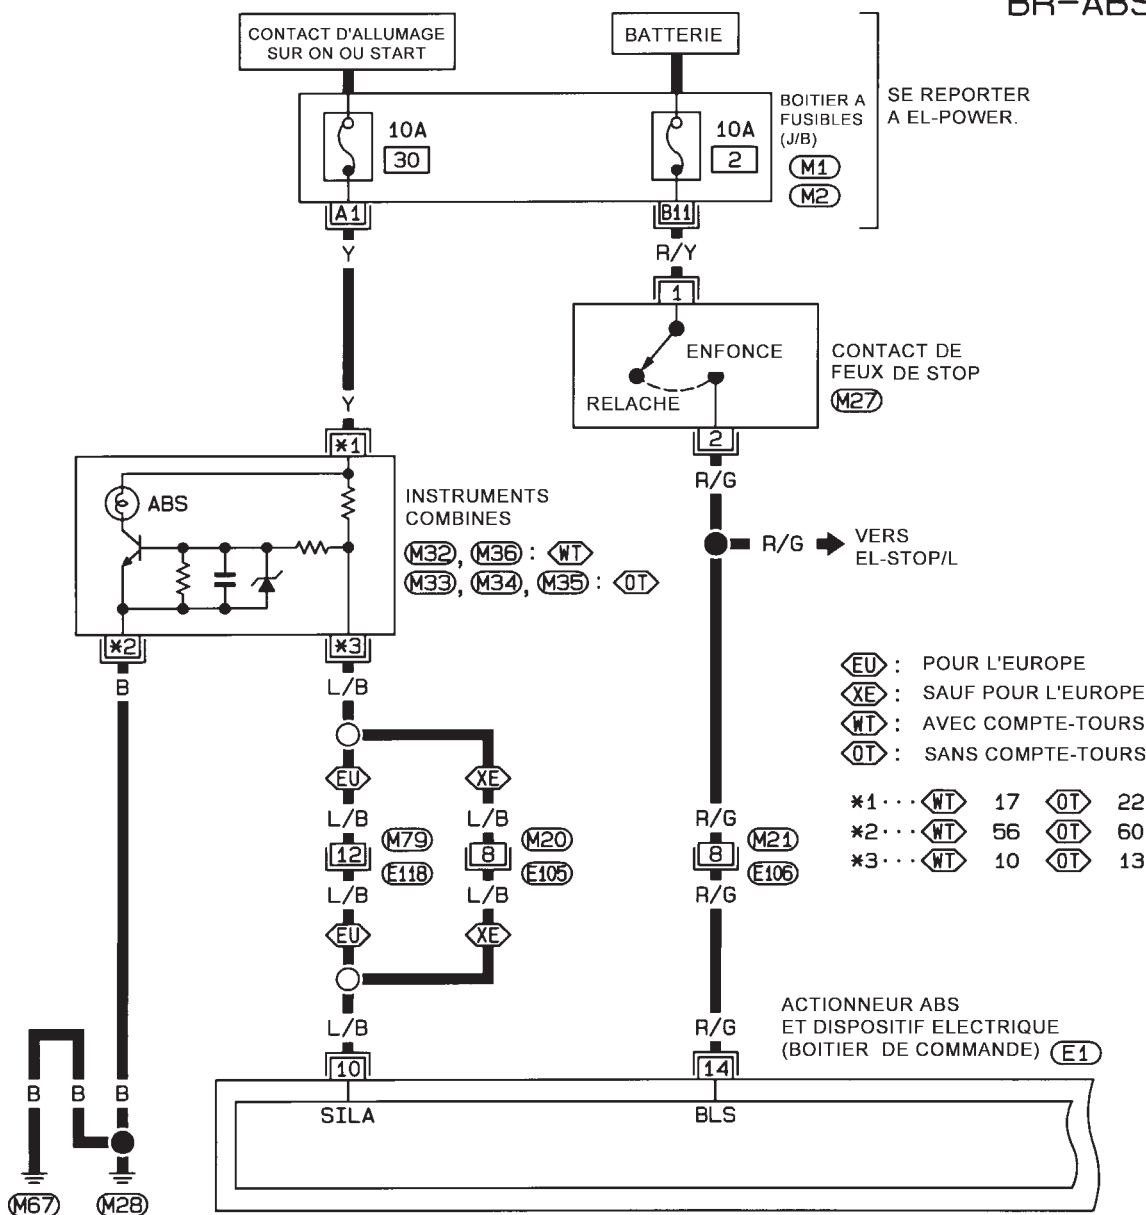 BR-ABS
CONTACT D'ALLUMAGE
SUR ON OU START
BATTERIE
BOITIER A
FUSIBLES
(J/B)
M1
M2
SE REPORTER
A EL-POWER.
10A
30
10A
2
A1
B11
Y
R/Y
1
ENFONCE
RELACHE
CONTACT DE
FEUX DE STOP
M27
Y
*1
2
R/G
ABS
INSTRUMENTS
COMBINES
M32, M36 : WT
M33, M34, M35 : OT
R/G
VERS
EL-STOP/L
*2
*3
B
L/B
EU : POUR L'EUROPE
XE : SAUF POUR L'EUROPE
WT : AVEC COMPTE-TOURS
OT : SANS COMPTE-TOURS
*1 ··· WT 17 OT 22
*2 ··· WT 56 OT 60
*3 ··· WT 10 OT 13
EU
XE
L/B
L/B
R/G
12
M79
E118
8
M20
E105
8
M21
E106
L/B
L/B
R/G
EU
XE
L/B
R/G
ACTIONNEUR ABS
ET DISPOSITIF ELECTRIQUE
(BOITIER DE COMMANDE) E1
10
14
SILA
BLS
B
B
B
M67
M28